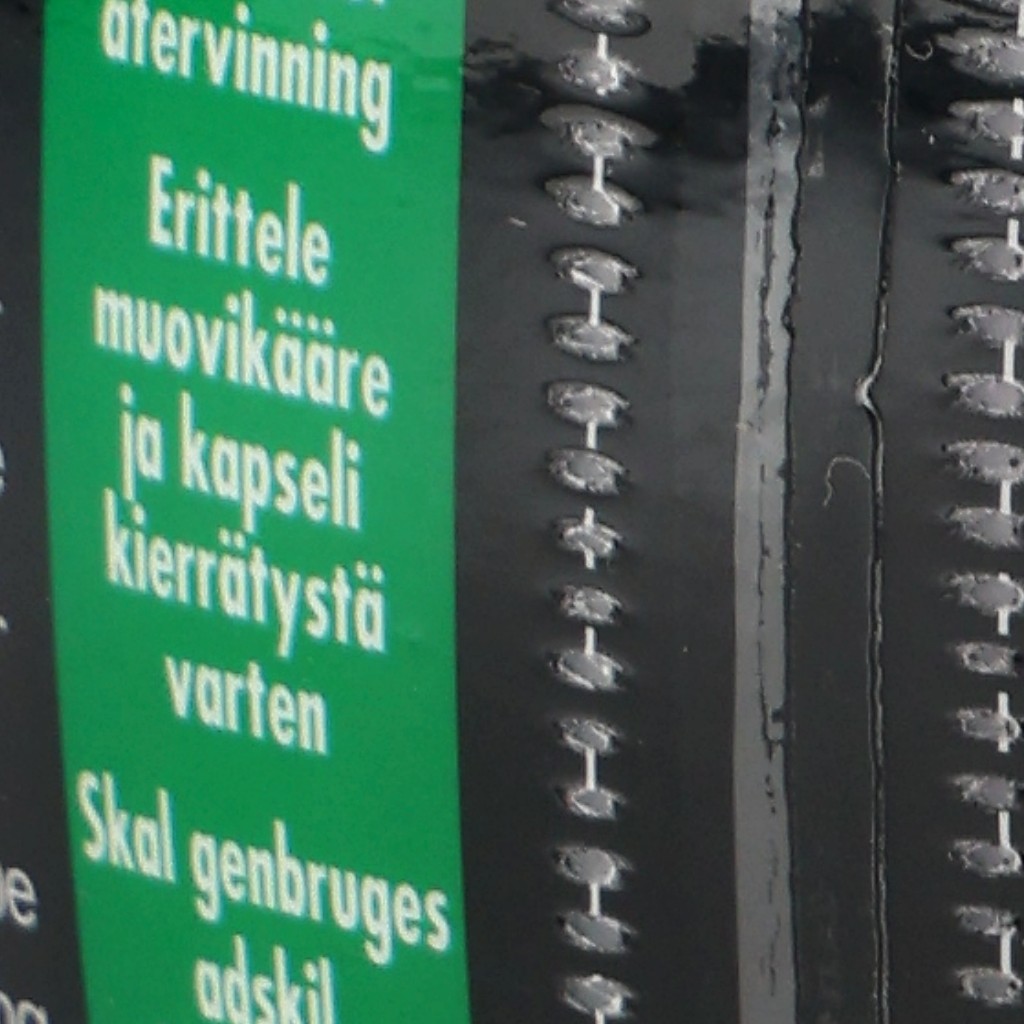 återvinning
Erittele
muovikääre
ja kapseli
kierrätystä
varten
Skal genbruges
adskil